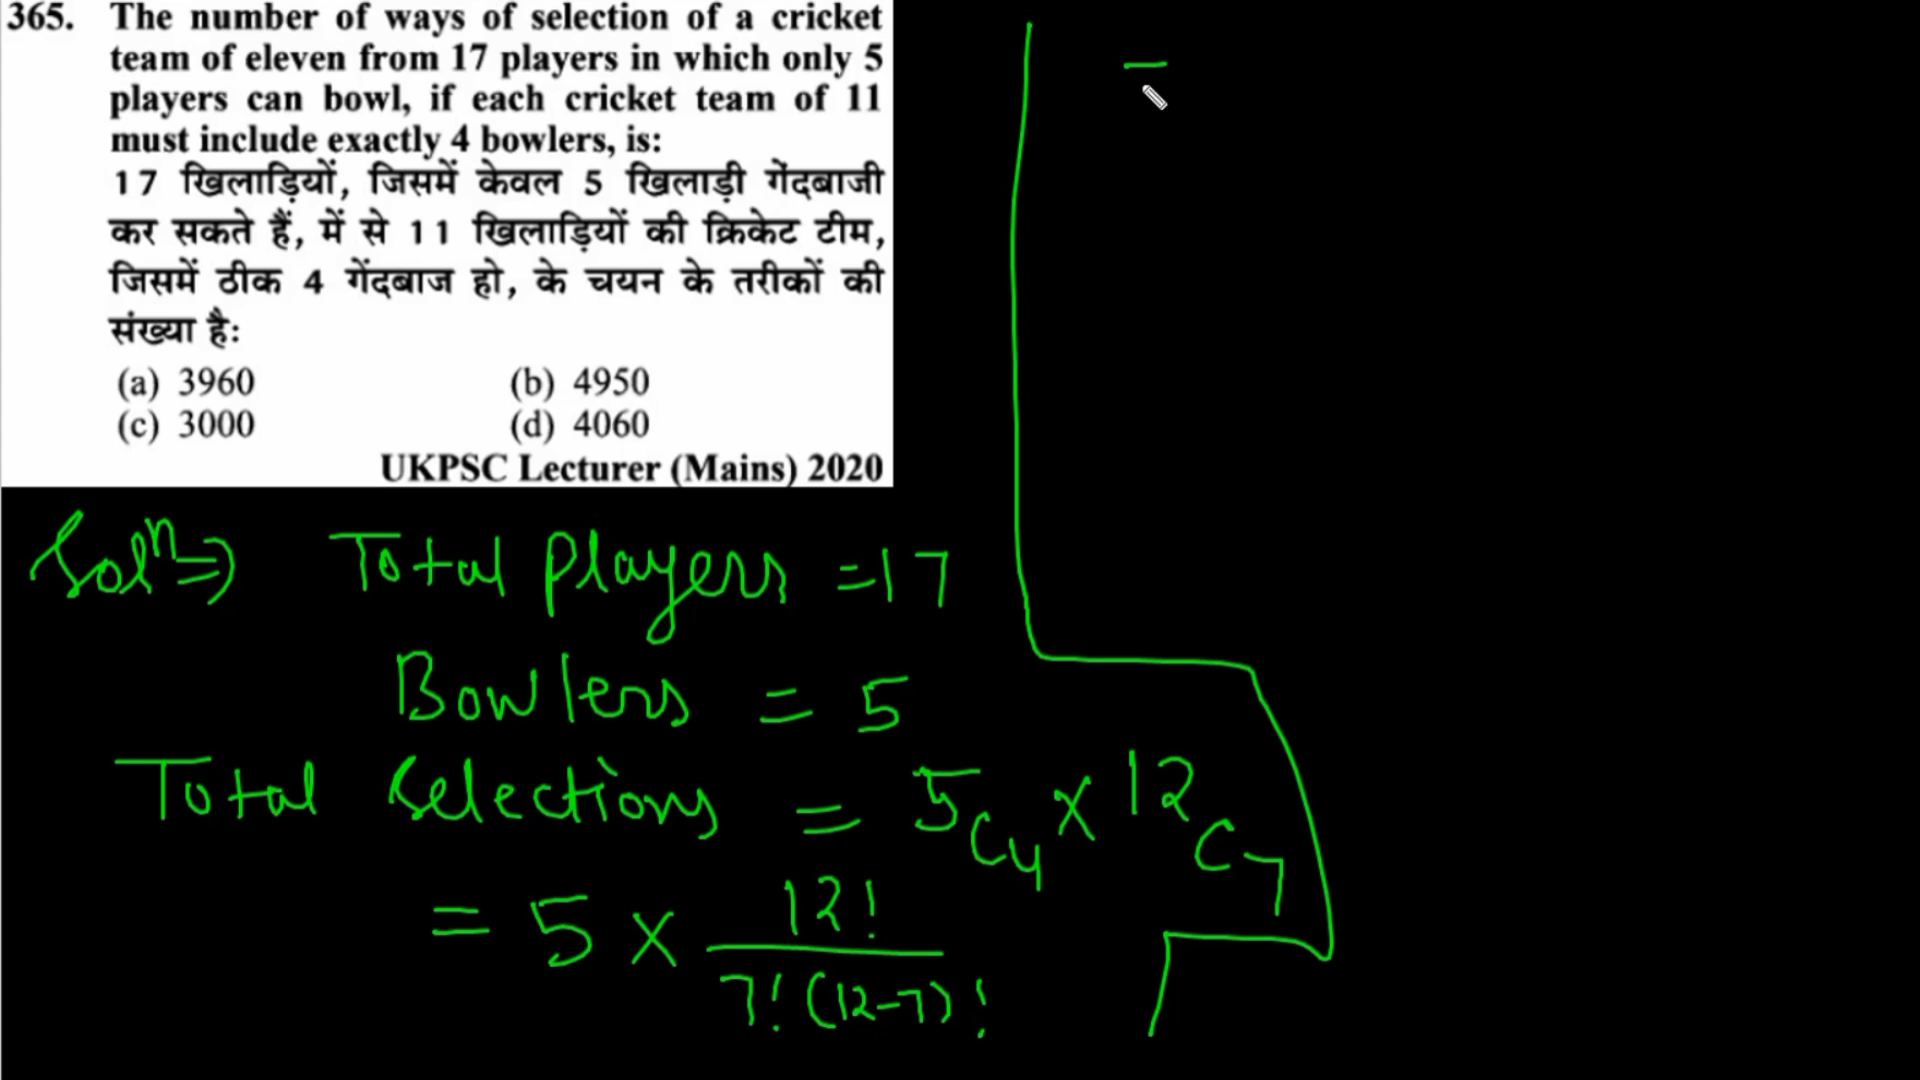 365. The number of ways of selection of a cricket
team of eleven from 17 players in which only 5
players can bowl, if each cricket team of 11
must include exactly 4 bowlers, is:
17 खिलाड़ियों, जिसमें केवल 5 खिलाड़ी गेंदबाजी
कर सकते हैं, में से 11 खिलाड़ियों की क्रिकेट टीम,
जिसमें ठीक 4 गेंदबाज हो, के चयन के तरीकों की
संख्या है:
(a) 3960 (b) 4950
(c) 3000 (d) 4060
UKPSC Lecturer (Mains) 2020
Solⁿ ⇒ Total Players = 17
Bowlers = 5
Total Selections = 5C4 × 12C7
= 5 × 12! / 7! (12-7)!